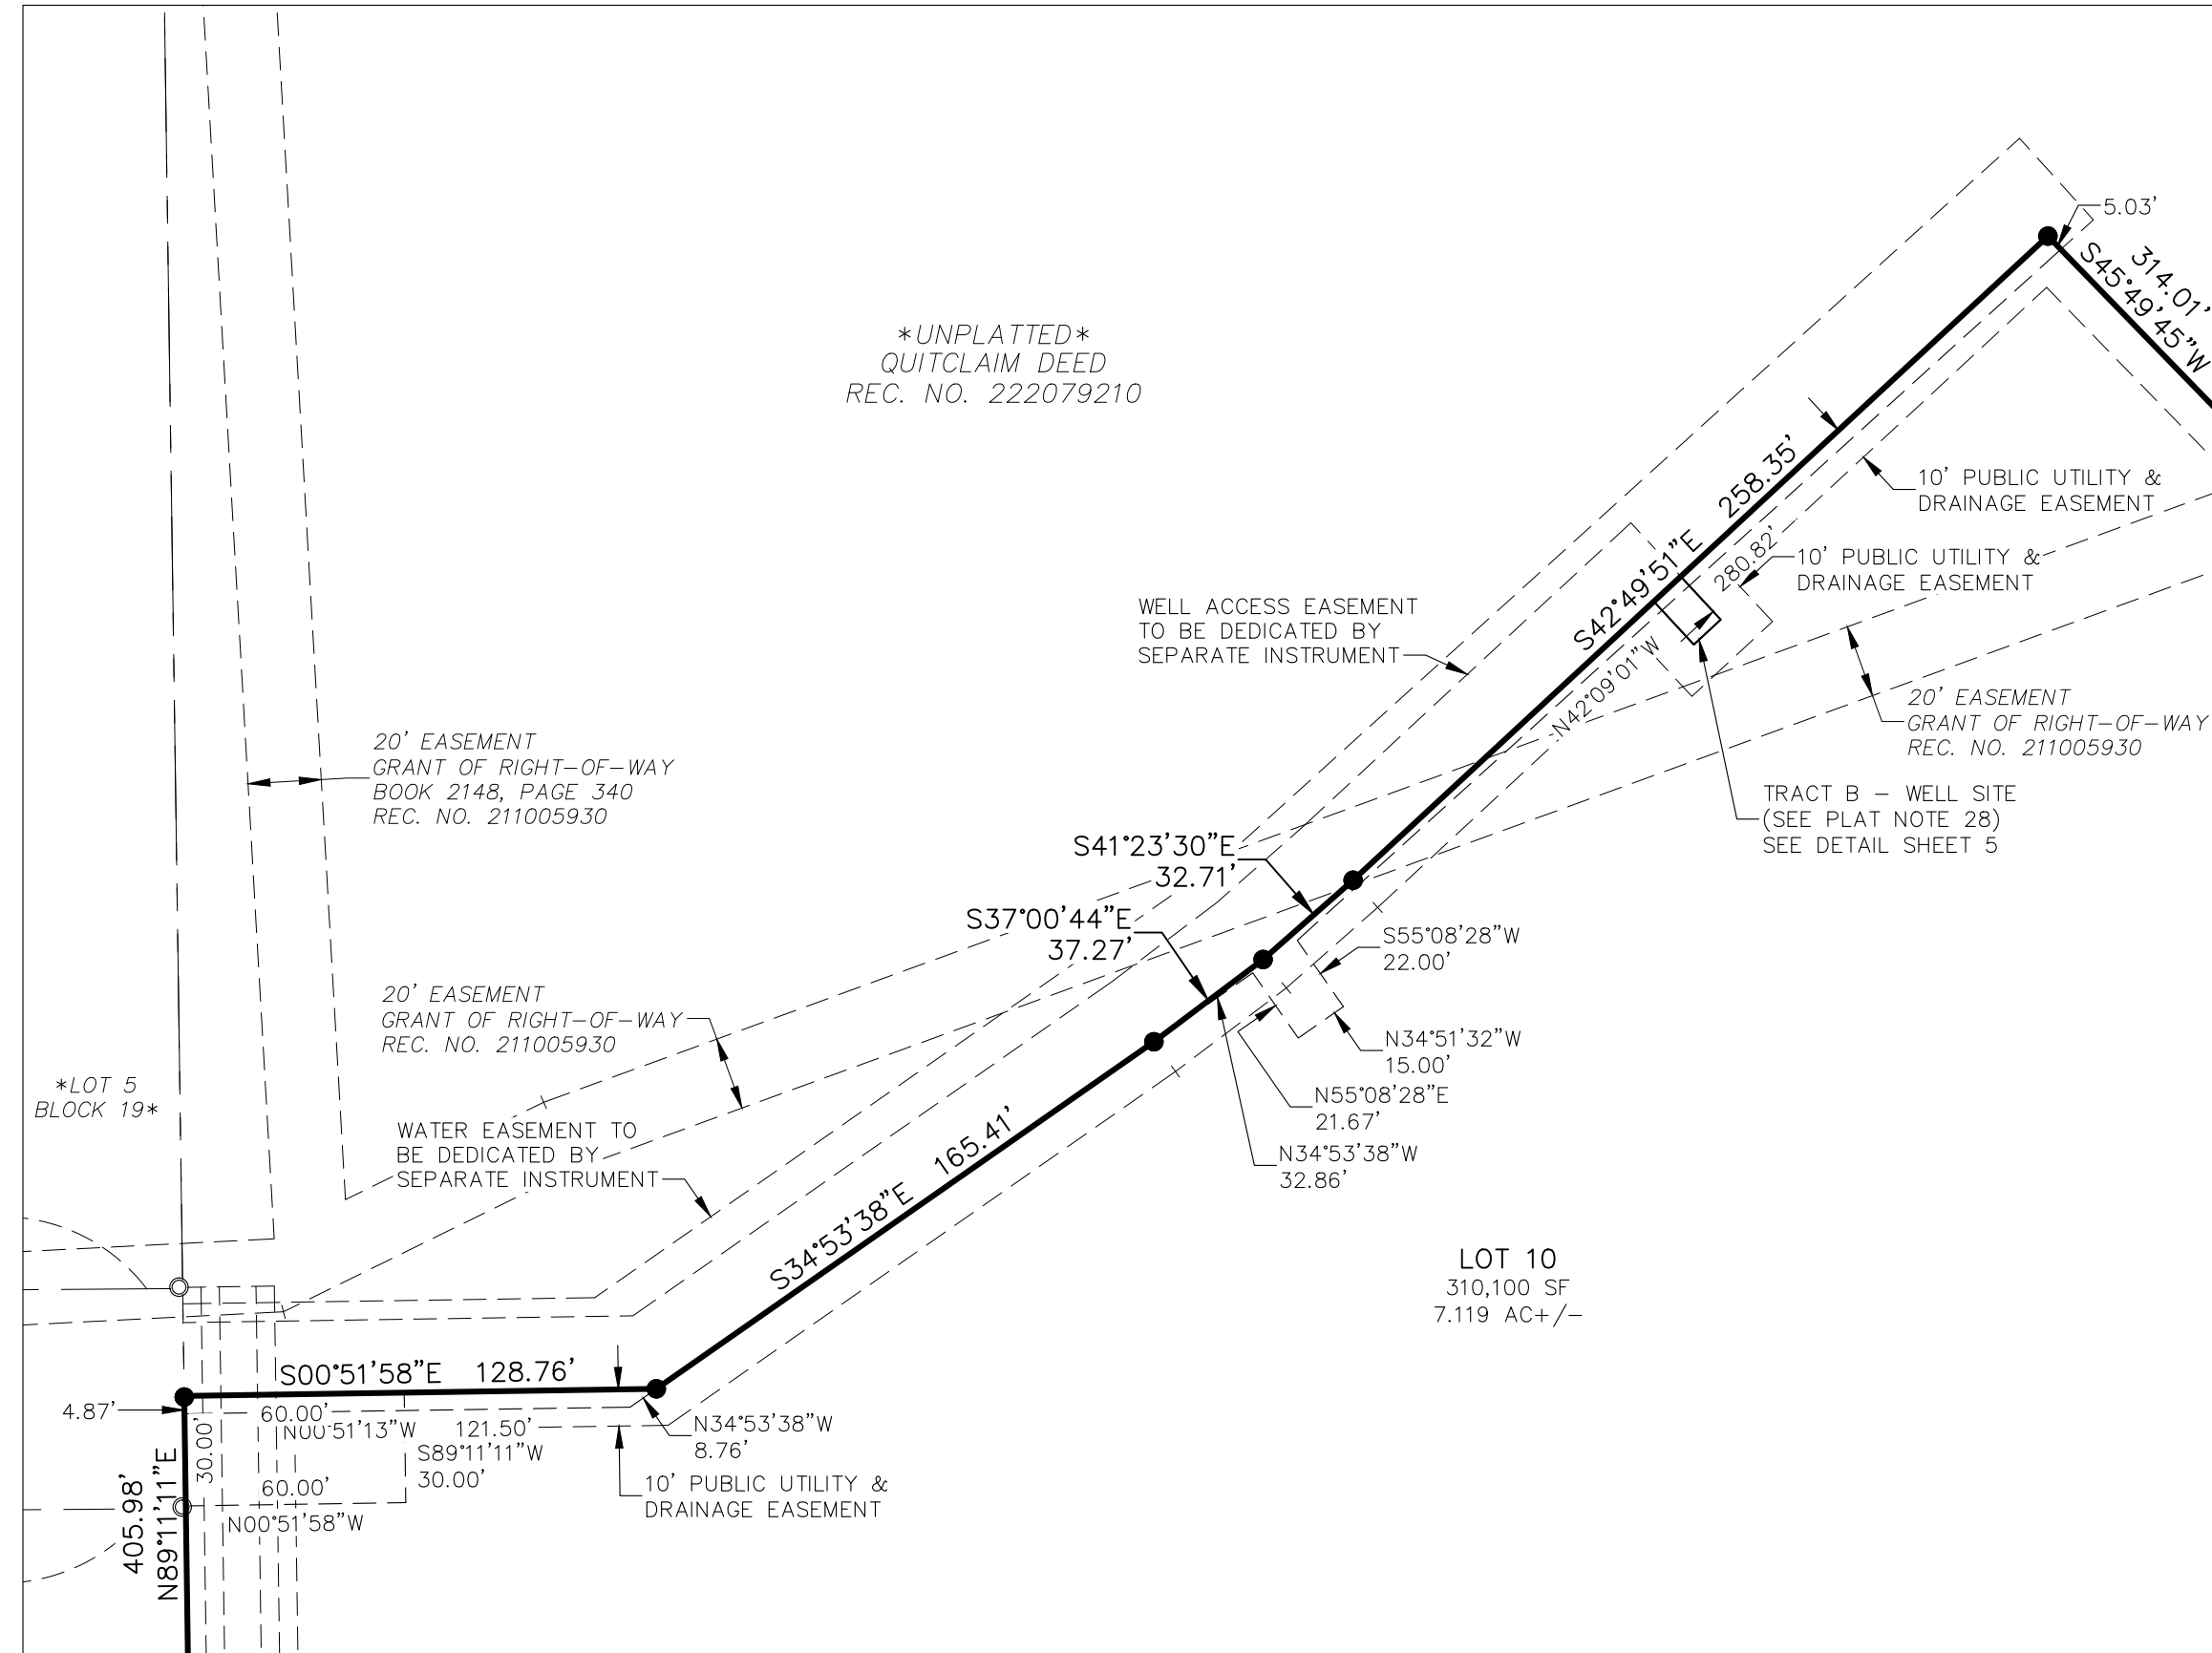 5.03'
314.01'
S45°49'45"W
*UNPLATTED*
QUITCLAIM DEED
REC. NO. 222079210
258.35'
S42°49'51"E
10' PUBLIC UTILITY &
DRAINAGE EASEMENT
280.82'
N42°09'01"W
10' PUBLIC UTILITY &
DRAINAGE EASEMENT
WELL ACCESS EASEMENT
TO BE DEDICATED BY
SEPARATE INSTRUMENT
20' EASEMENT
GRANT OF RIGHT-OF-WAY
REC. NO. 211005930
20' EASEMENT
GRANT OF RIGHT-OF-WAY
BOOK 2148, PAGE 340
REC. NO. 211005930
TRACT B - WELL SITE
(SEE PLAT NOTE 28)
SEE DETAIL SHEET 5
S41°23'30"E
32.71'
S37°00'44"E
37.27'
S55°08'28"W
22.00'
20' EASEMENT
GRANT OF RIGHT-OF-WAY
REC. NO. 211005930
N34°51'32"W
15.00'
N55°08'28"E
21.67'
N34°53'38"W
32.86'
*LOT 5
BLOCK 19*
WATER EASEMENT TO
BE DEDICATED BY
SEPARATE INSTRUMENT
S34°53'38"E 165.41'
LOT 10
310,100 SF
7.119 AC+/-
S00°51'58"E 128.76'
4.87'
60.00'
N00°51'13"W 121.50'
N34°53'38"W
8.76'
30.00'
S89°11'11"W
30.00'
60.00'
N00°51'58"W
10' PUBLIC UTILITY &
DRAINAGE EASEMENT
405.98'
N89°11'11"E